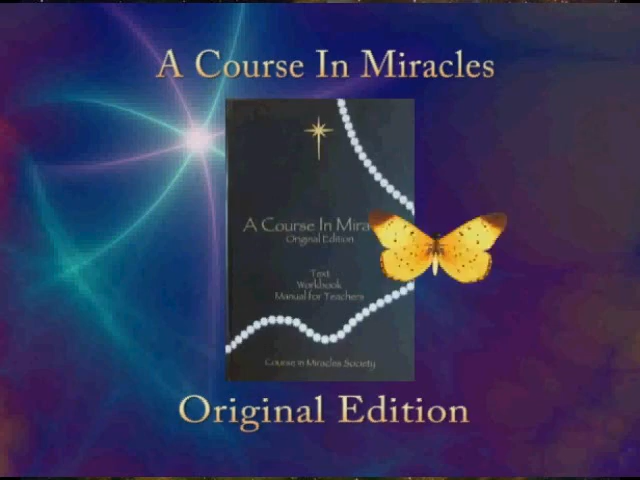 A Course In Miracles
A Course In Mira
Original Edition
Text
Workbook
Manual for Teachers
Course in Miracles Society
Original Edition